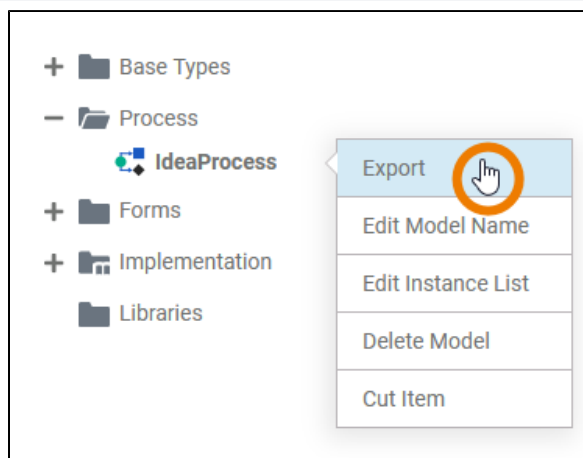 Base Types
Process
IdeaProcess
Forms
Implementation
Libraries
Export
Edit Model Name
Edit Instance List
Delete Model
Cut Item